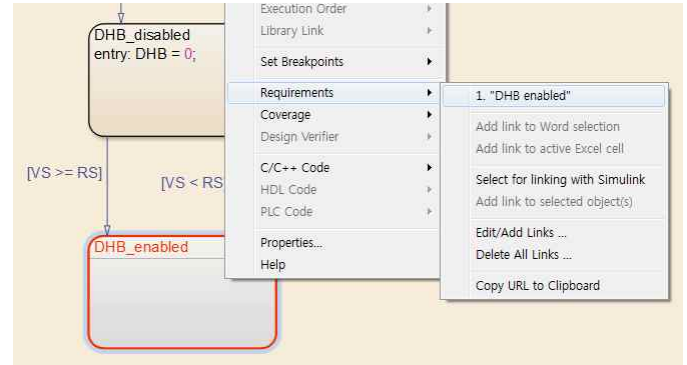 DHB_disabled
entry: DHB = 0;
[VS >= RS]
[VS < RS
DHB_enabled
Execution Order
Library Link
Set Breakpoints
Requirements
Coverage
Design Verifier
C/C++ Code
HDL Code
PLC Code
Properties...
Help
1. "DHB enabled"
Add link to Word selection
Add link to active Excel cell
Select for linking with Simulink
Add link to selected object(s)
Edit/Add Links ...
Delete All Links ...
Copy URL to Clipboard